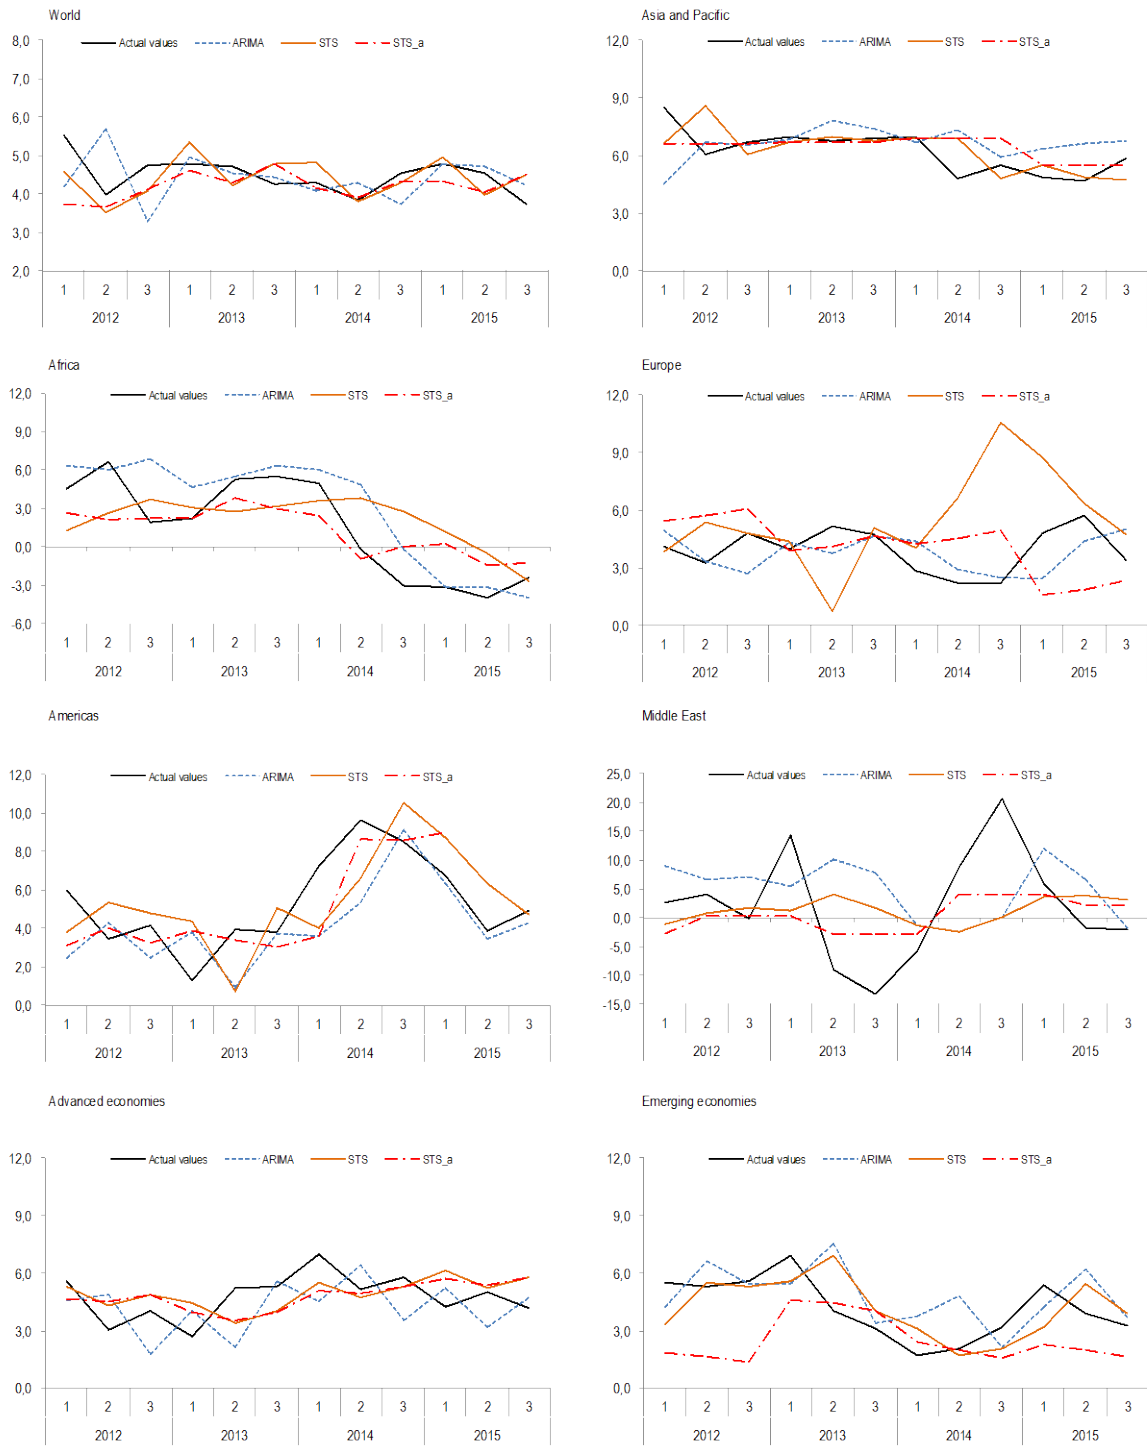 World
Actual values ARIMA STS STS_a
8,0
7,0
6,0
5,0
4,0
3,0
2,0
1 2 3 1 2 3 1 2 3 1 2 3
2012 2013 2014 2015
Asia and Pacific
Actual values ARIMA STS STS_a
12,0
9,0
6,0
3,0
0,0
1 2 3 1 2 3 1 2 3 1 2 3
2012 2013 2014 2015
Africa
Actual values ARIMA STS STS_a
12,0
9,0
6,0
3,0
0,0
-3,0
-6,0
1 2 3 1 2 3 1 2 3 1 2 3
2012 2013 2014 2015
Europe
Actual values ARIMA STS STS_a
12,0
9,0
6,0
3,0
0,0
1 2 3 1 2 3 1 2 3 1 2 3
2012 2013 2014 2015
Americas
Actual values ARIMA STS STS_a
12,0
10,0
8,0
6,0
4,0
2,0
0,0
1 2 3 1 2 3 1 2 3 1 2 3
2012 2013 2014 2015
Middle East
Actual values ARIMA STS STS_a
25,0
20,0
15,0
10,0
5,0
0,0
-5,0
-10,0
-15,0
1 2 3 1 2 3 1 2 3 1 2 3
2012 2013 2014 2015
Advanced economies
Actual values ARIMA STS STS_a
12,0
9,0
6,0
3,0
0,0
1 2 3 1 2 3 1 2 3 1 2 3
2012 2013 2014 2015
Emerging economies
Actual values ARIMA STS STS_a
12,0
9,0
6,0
3,0
0,0
1 2 3 1 2 3 1 2 3 1 2 3
2012 2013 2014 2015